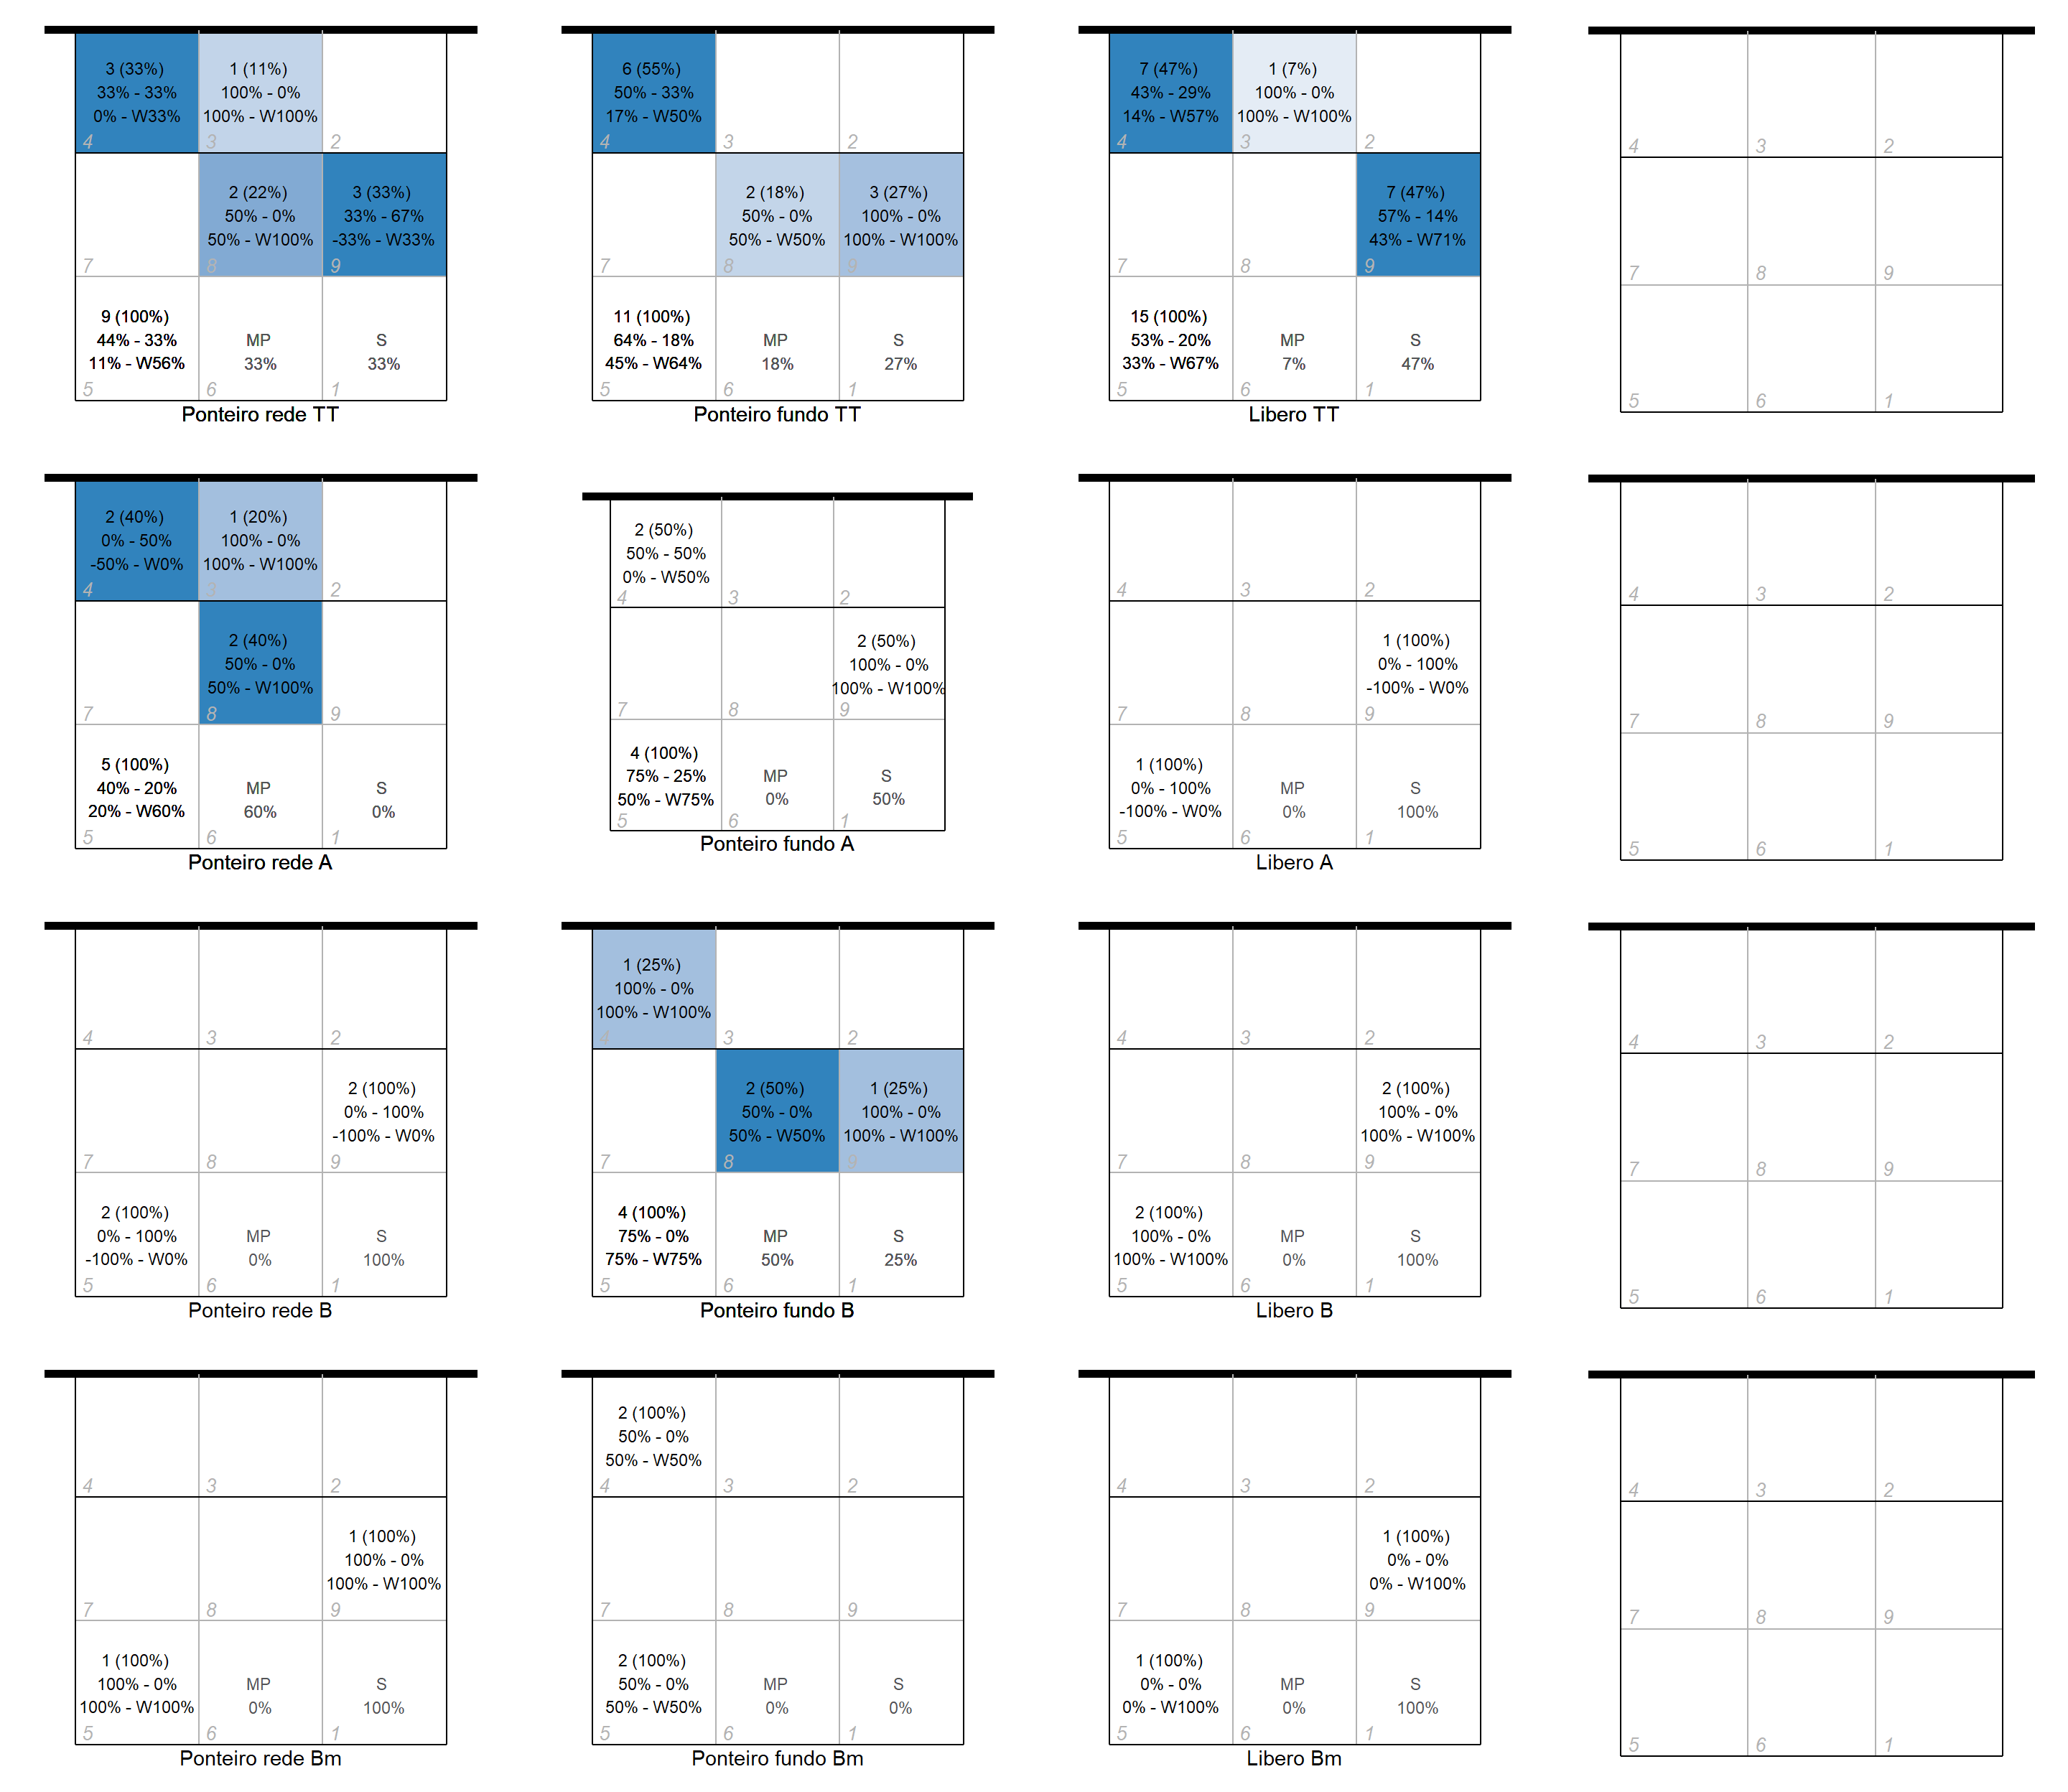 3 (33%)
33% - 33%
0% - W33%
4
1 (11%)
100% - 0%
100% - W100%
3
2
7
2 (22%)
50% - 0%
50% - W100%
8
3 (33%)
33% - 67%
-33% - W33%
9
9 (100%)
44% - 33%
11% - W56%
5
MP
33%
6
S
33%
1
Ponteiro rede TT
6 (55%)
50% - 33%
17% - W50%
4
3
2
7
2 (18%)
50% - 0%
50% - W50%
8
3 (27%)
100% - 0%
100% - W100%
9
11 (100%)
64% - 18%
45% - W64%
5
MP
18%
6
S
27%
1
Ponteiro fundo TT
7 (47%)
43% - 29%
14% - W57%
4
1 (7%)
100% - 0%
100% - W100%
3
2
7
8
7 (47%)
57% - 14%
43% - W71%
9
15 (100%)
53% - 20%
33% - W67%
5
MP
7%
6
S
47%
1
Libero TT
4
3
2
7
8
9
5
6
1
2 (40%)
0% - 50%
-50% - W0%
4
1 (20%)
100% - 0%
100% - W100%
3
2
7
2 (40%)
50% - 0%
50% - W100%
8
9
5 (100%)
40% - 20%
20% - W60%
5
MP
60%
6
S
0%
1
Ponteiro rede A
2 (50%)
50% - 50%
0% - W50%
4
3
2
7
8
2 (50%)
100% - 0%
100% - W100%
9
4 (100%)
75% - 25%
50% - W75%
5
MP
0%
6
S
50%
1
Ponteiro fundo A
4
3
2
7
8
1 (100%)
0% - 100%
-100% - W0%
9
1 (100%)
0% - 100%
-100% - W0%
5
MP
0%
6
S
100%
1
Libero A
4
3
2
7
8
9
5
6
1
4
3
2
7
8
2 (100%)
0% - 100%
-100% - W0%
9
2 (100%)
0% - 100%
-100% - W0%
5
MP
0%
6
S
100%
1
Ponteiro rede B
1 (25%)
100% - 0%
100% - W100%
4
3
2
7
2 (50%)
50% - 0%
50% - W50%
8
1 (25%)
100% - 0%
100% - W100%
9
4 (100%)
75% - 0%
75% - W75%
5
MP
50%
6
S
25%
1
Ponteiro fundo B
4
3
2
7
8
2 (100%)
100% - 0%
100% - W100%
9
2 (100%)
100% - 0%
100% - W100%
5
MP
0%
6
S
100%
1
Libero B
4
3
2
7
8
9
5
6
1
4
3
2
7
8
1 (100%)
100% - 0%
100% - W100%
9
1 (100%)
100% - 0%
100% - W100%
5
MP
0%
6
S
100%
1
Ponteiro rede Bm
2 (100%)
50% - 0%
50% - W50%
4
3
2
7
8
9
2 (100%)
50% - 0%
50% - W50%
5
MP
0%
6
S
0%
1
Ponteiro fundo Bm
4
3
2
7
8
1 (100%)
0% - 0%
0% - W100%
9
1 (100%)
0% - 0%
0% - W100%
5
MP
0%
6
S
100%
1
Libero Bm
4
3
2
7
8
9
5
6
1